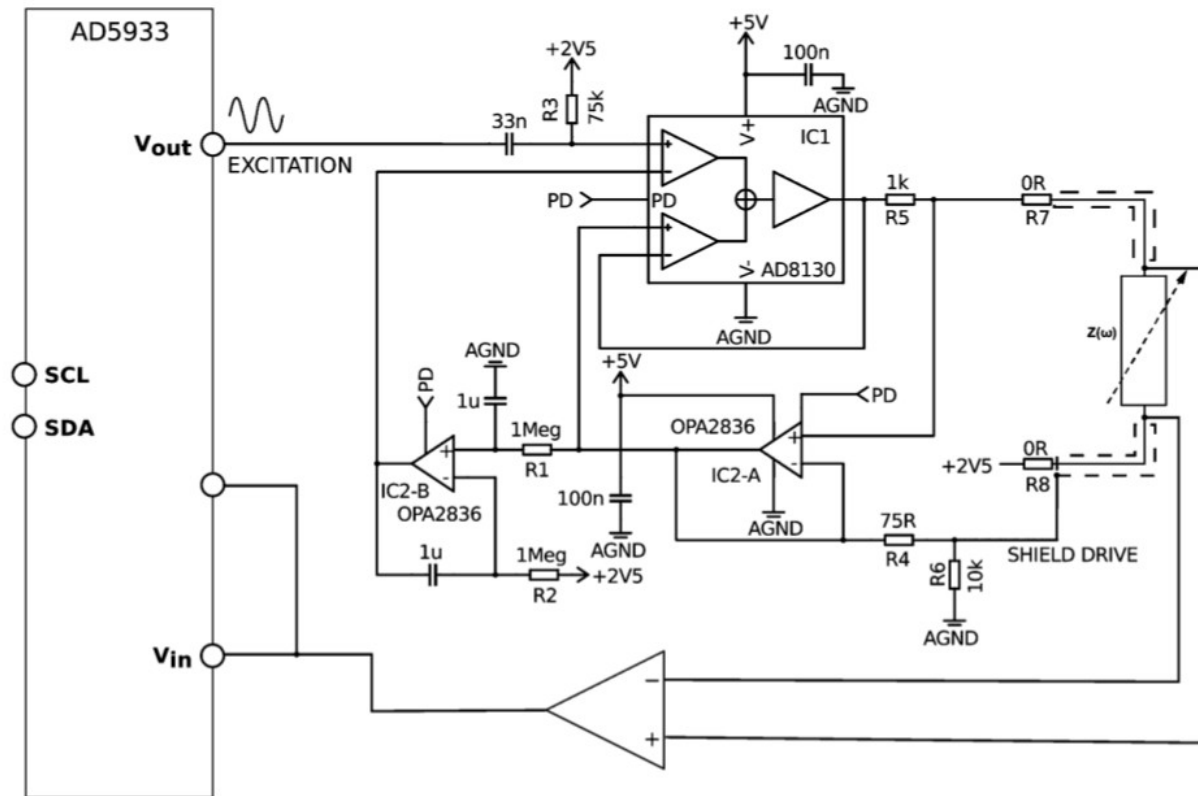 AD5933
+5V
100n
AGND
+2V5
R3
75k
33n
Vout
EXCITATION
V+
IC1
PD
PD
V-
AD8130
AGND
1k
R5
0R
R7
Z(ω)
SCL
SDA
AGND
PD
1u
1Meg
R1
IC2-B
OPA2836
1u
1Meg
R2
+2V5
+5V
100n
AGND
OPA2836
IC2-A
PD
+
-
AGND
+
-
75R
R4
R6
10k
AGND
+2V5
0R
R8
SHIELD DRIVE
Vin
−
+
+
-
+
-